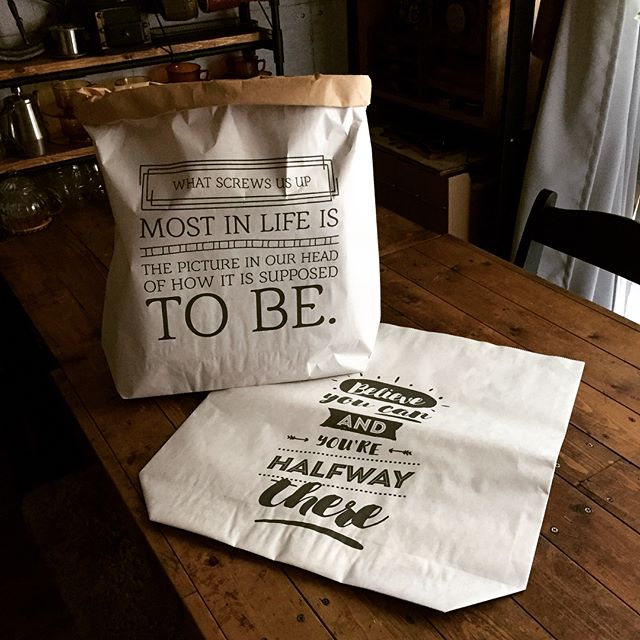 WHAT SCREWS US UP
MOST IN LIFE IS
THE PICTURE IN OUR HEAD
OF HOW IT IS SUPPOSED
TO BE.
Believe
you can
AND
YOU'RE
HALFWAY
there